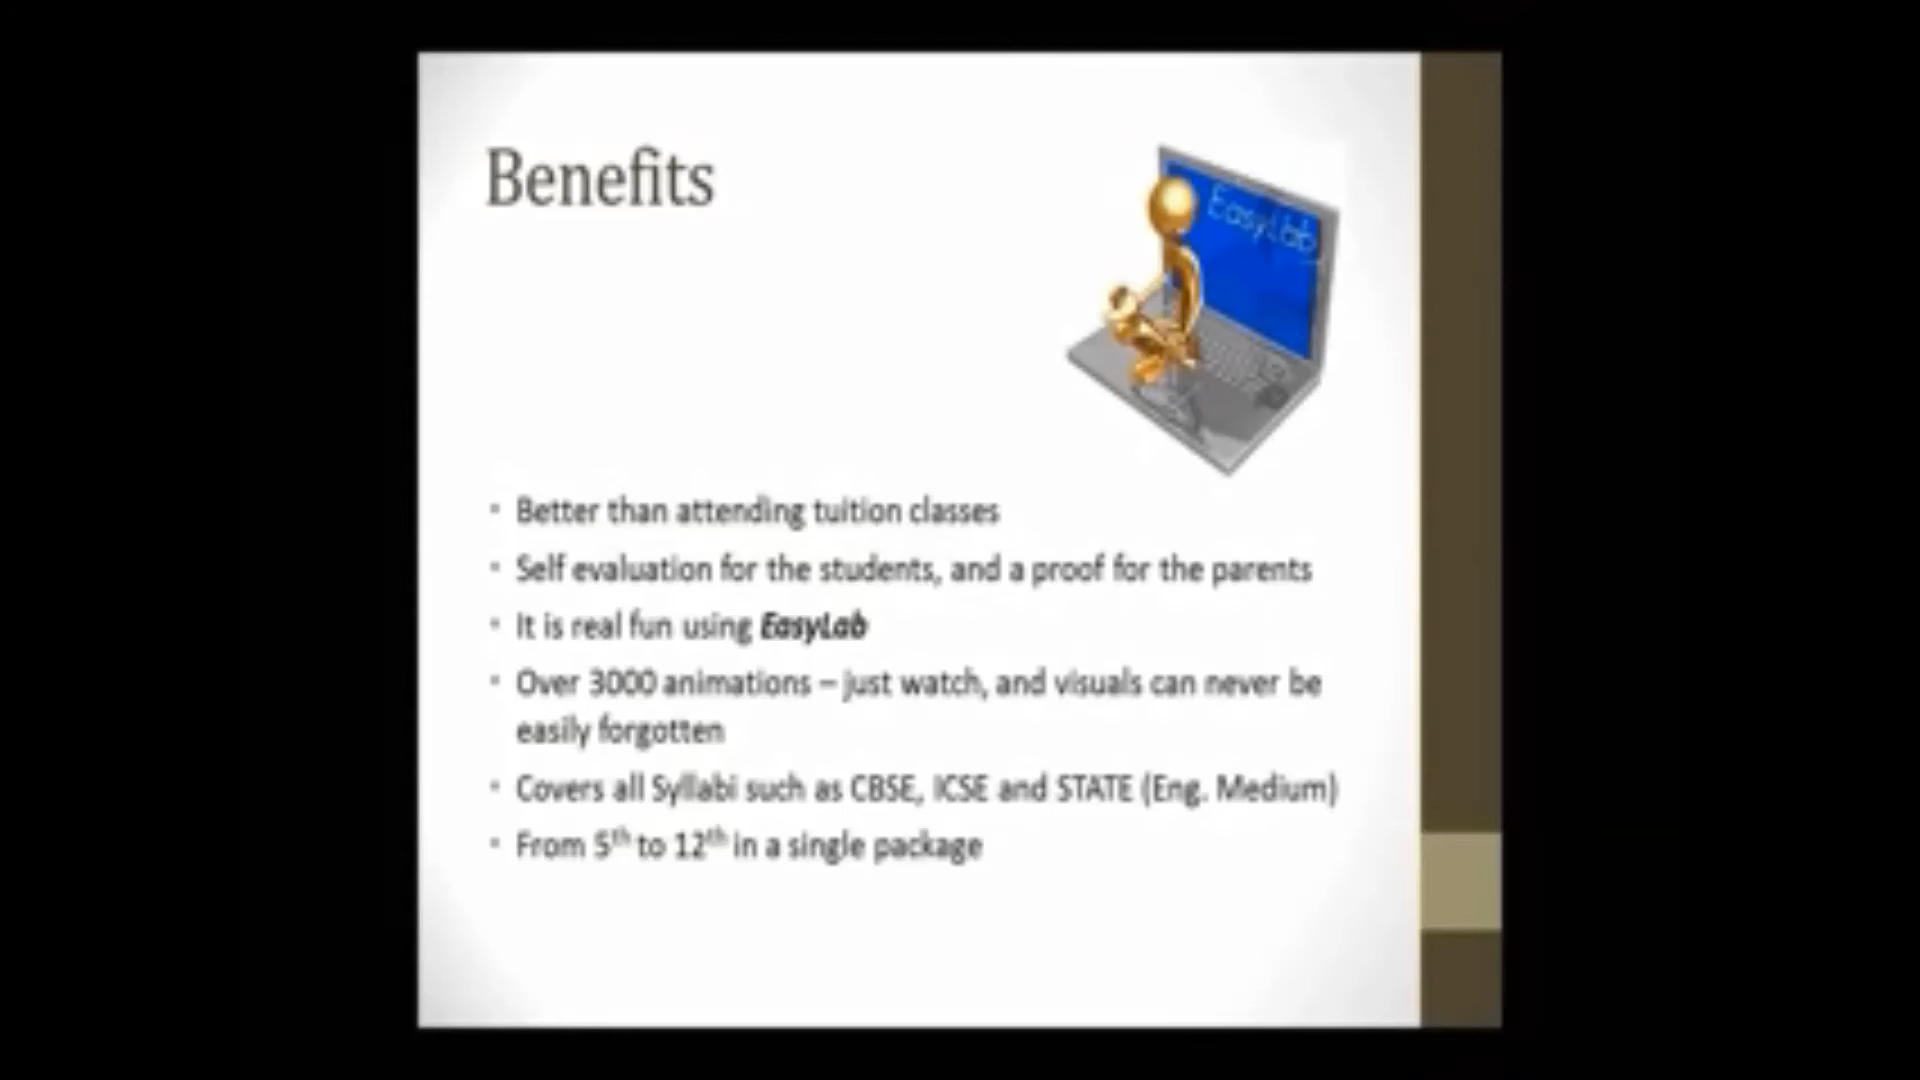 Benefits
EasyLab
• Better than attending tuition classes
• Self evaluation for the students, and a proof for the parents
• It is real fun using EasyLab
• Over 3000 animations – just watch, and visuals can never be
easily forgotten
• Covers all Syllabi such as CBSE, ICSE and STATE (Eng. Medium)
• From 5th to 12th in a single package